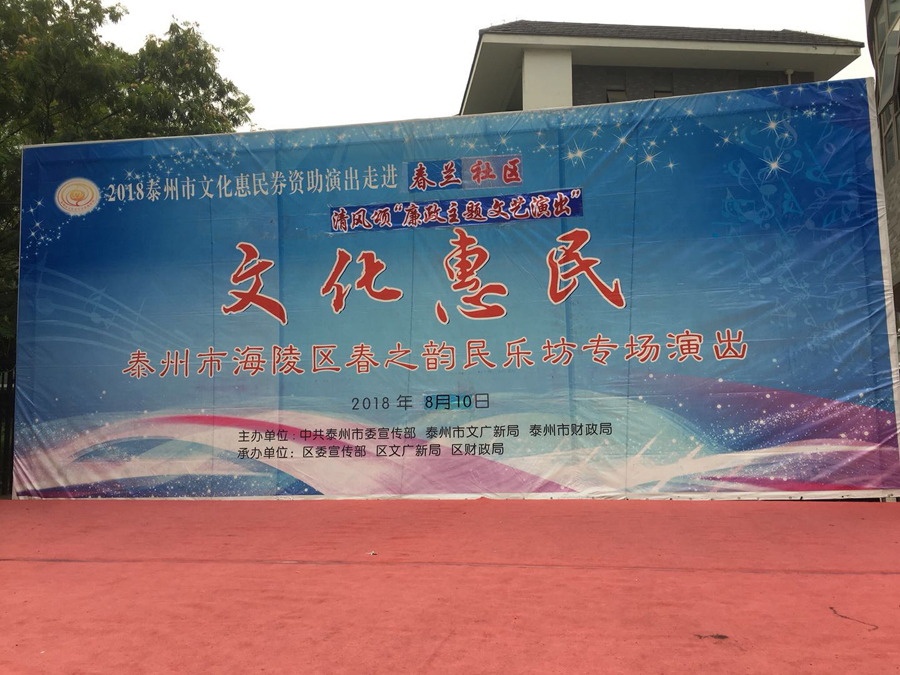 2018泰州市文化惠民券资助演出走进 春兰社区
清风颂“廉政主题文艺演出”
文化惠民
泰州市海陵区春之韵民乐坊专场演出
2018 年 8月10日
主办单位：中共泰州市委宣传部 泰州市文广新局 泰州市财政局
承办单位：区委宣传部 区文广新局 区财政局